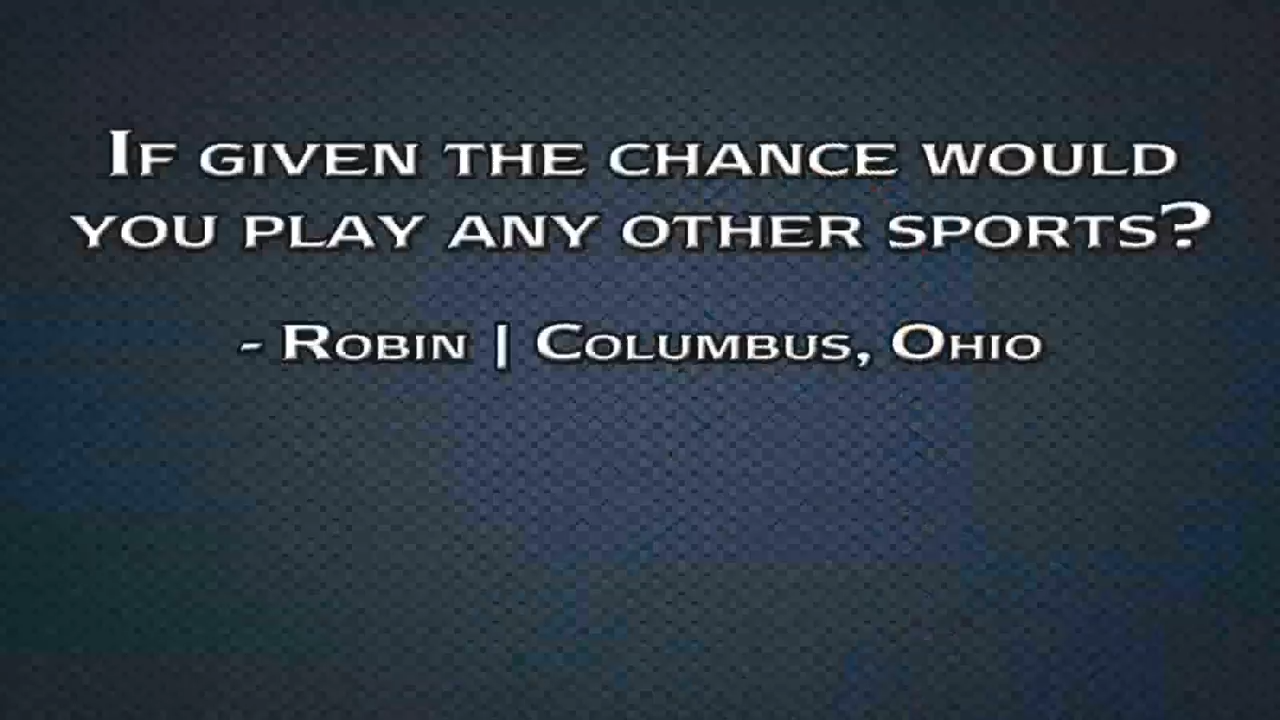 If given the chance would
you play any other sports?
- Robin | Columbus, Ohio